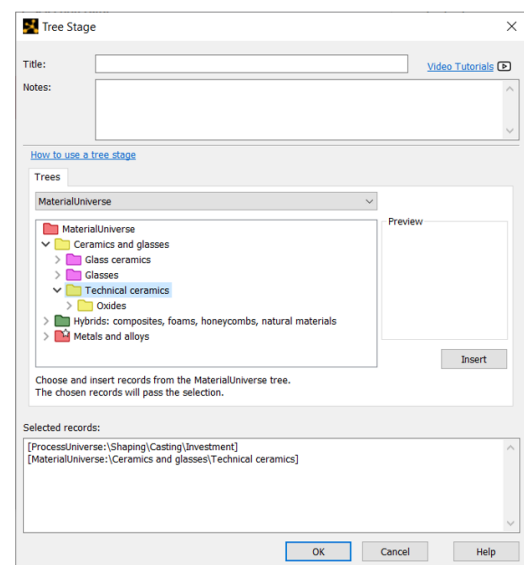 Tree Stage
Title:
Video Tutorials
Notes:
How to use a tree stage
Trees
MaterialUniverse
Preview
MaterialUniverse
Ceramics and glasses
Glass ceramics
Glasses
Technical ceramics
Oxides
Hybrids: composites, foams, honeycombs, natural materials
Metals and alloys
Insert
Choose and insert records from the MaterialUniverse tree.
The chosen records will pass the selection.
Selected records:
[ProcessUniverse:\Shaping\Casting\Investment]
[MaterialUniverse:\Ceramics and glasses\Technical ceramics]
OK
Cancel
Help